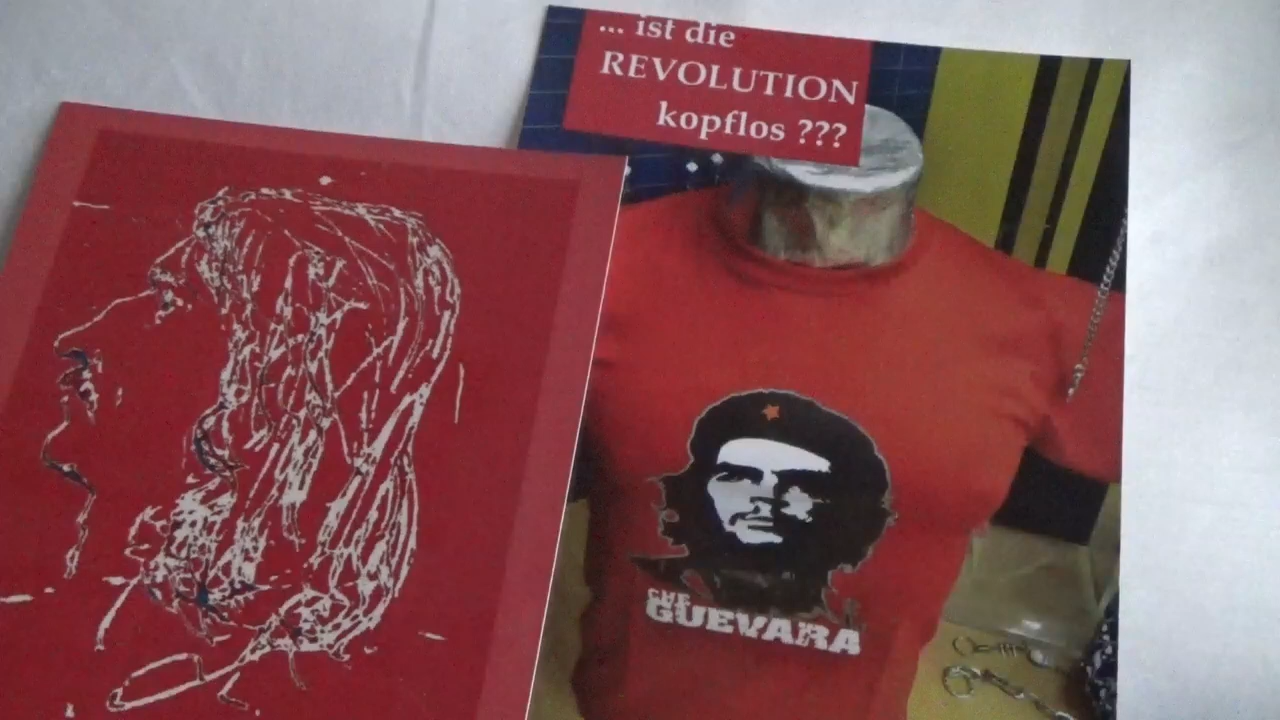 ... ist die
REVOLUTION
kopflos ???
CHE
GUEVARA